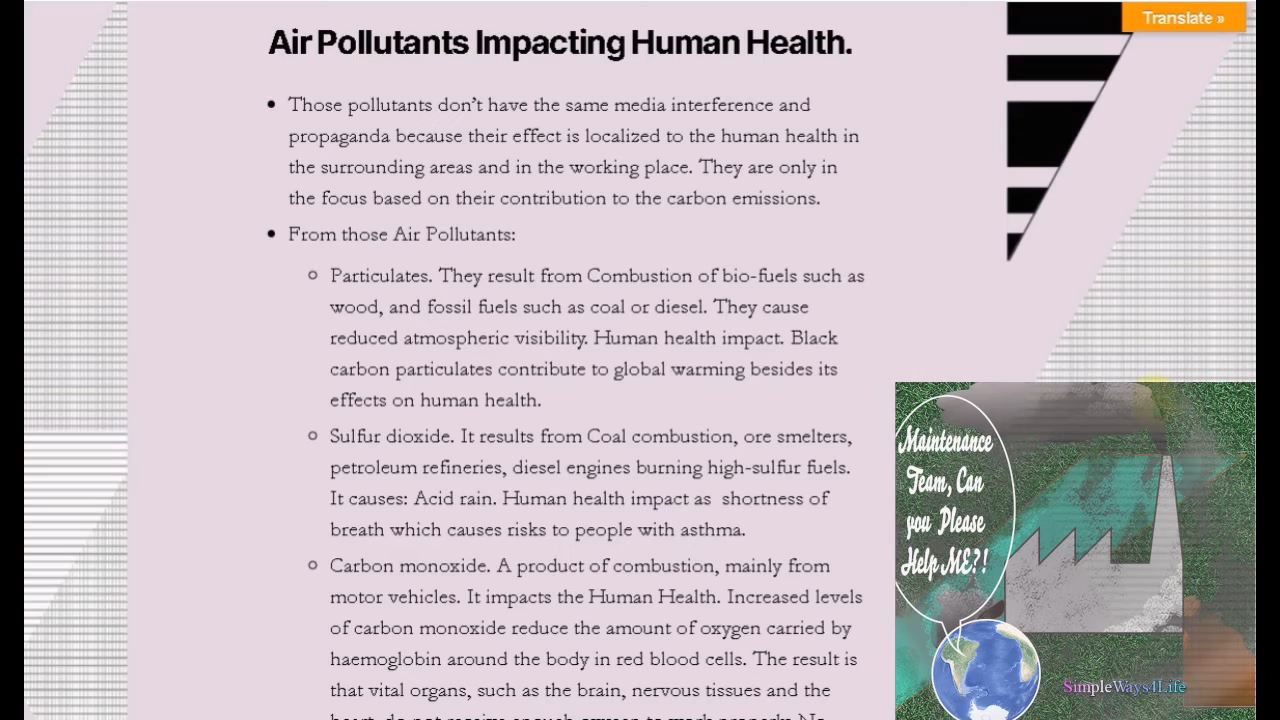 Translate »
Air Pollutants Impacting Human Health.
Those pollutants don't have the same media interference and
propaganda because their effect is localized to the human health in
the surrounding areas and in the working place. They are only in
the focus based on their contribution to the carbon emissions.
From those Air Pollutants:
Particulates. They result from Combustion of bio-fuels such as
wood, and fossil fuels such as coal or diesel. They cause
reduced atmospheric visibility. Human health impact. Black
carbon particulates contribute to global warming besides its
effects on human health.
Sulfur dioxide. It results from Coal combustion, ore smelters,
petroleum refineries, diesel engines burning high-sulfur fuels.
It causes: Acid rain. Human health impact as shortness of
breath which causes risks to people with asthma.
Carbon monoxide. A product of combustion, mainly from
motor vehicles. It impacts the Human Health. Increased levels
of carbon monoxide reduce the amount of oxygen carried by
haemoglobin around the body in red blood cells. The result is
that vital organs, such as the brain, nervous tissues and the
Maintenance
Team, Can
you Please
Help ME?!
SimpleWays4Life